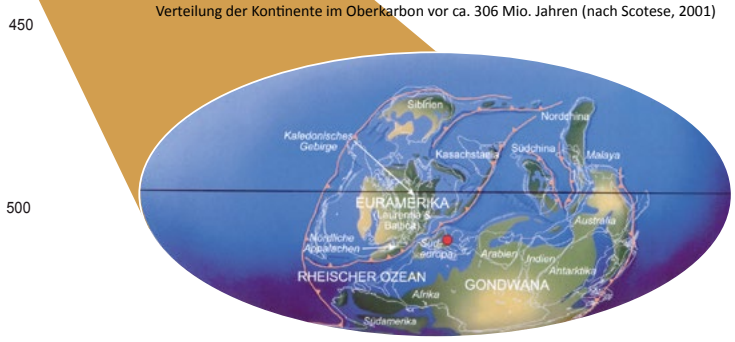 Verteilung der Kontinente im Oberkarbon vor ca. 306 Mio. Jahren (nach Scotese, 2001)
450
Sibirien
Nordchina
Kaledonisches
Gebirge
Kasachstania
Südchina
Malaya
500
EURAMERIKA
(Laurentia &
Baltica)
Australia
Nördliche
Appalachen
Süd-
europa
Arabien
Indien
Antarktika
RHEISCHER OZEAN
GONDWANA
Afrika
Südamerika